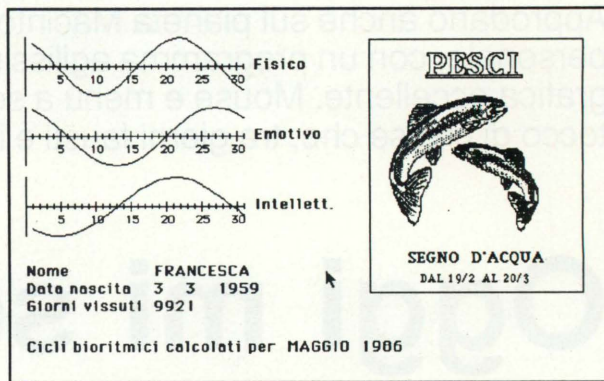 Fisico
5 10 15 20 25 30
Emotivo
5 10 15 20 25 30
Intellett.
5 10 15 20 25 30
Nome FRANCESCA
Data nascita 3 3 1959
Giorni vissuti 9921
Cicli bioritmici calcolati per MAGGIO 1986
PESCI
SEGNO D'ACQUA
DAL 19/2 AL 20/3